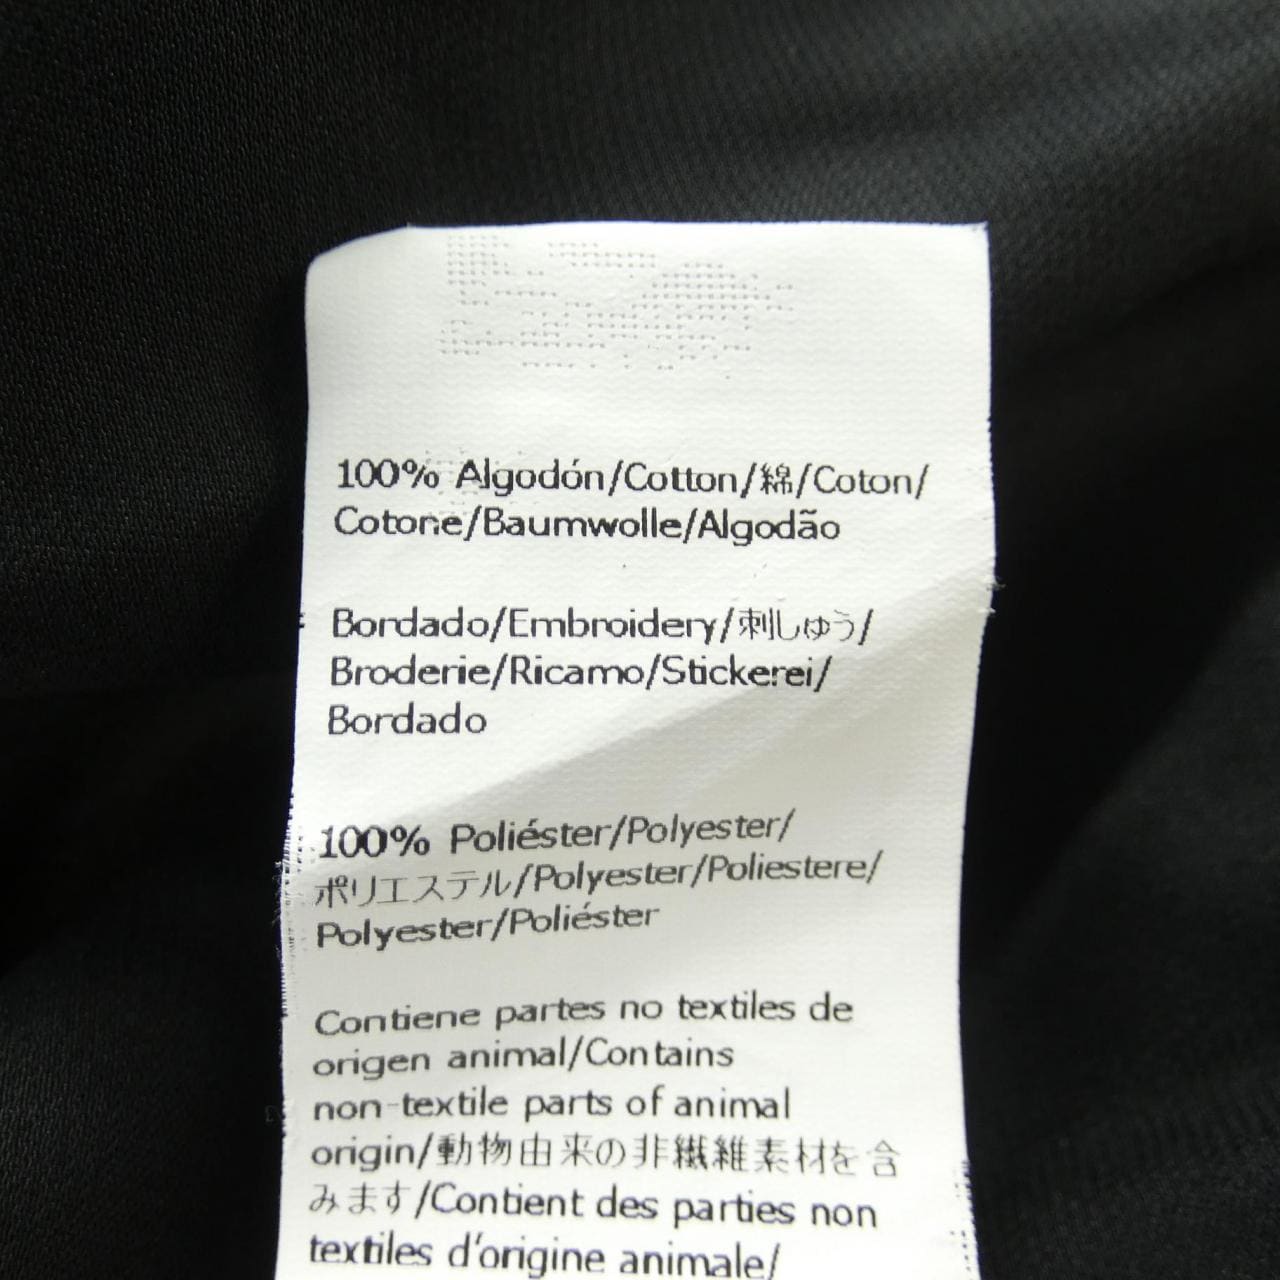 100% Algodón/Cotton/綿/Coton/
Cotone/Baumwolle/Algodão
Bordado/Embroidery/刺しゅう/
Broderie/Ricamo/Stickerei/
Bordado
100% Poliéster/Polyester/
ポリエステル/Polyester/Poliestere/
Polyester/Poliéster
Contiene partes no textiles de
origen animal/Contains
non-textile parts of animal
origin/動物由来の非繊維素材を含
みます/Contient des parties non
textiles d'origine animale/